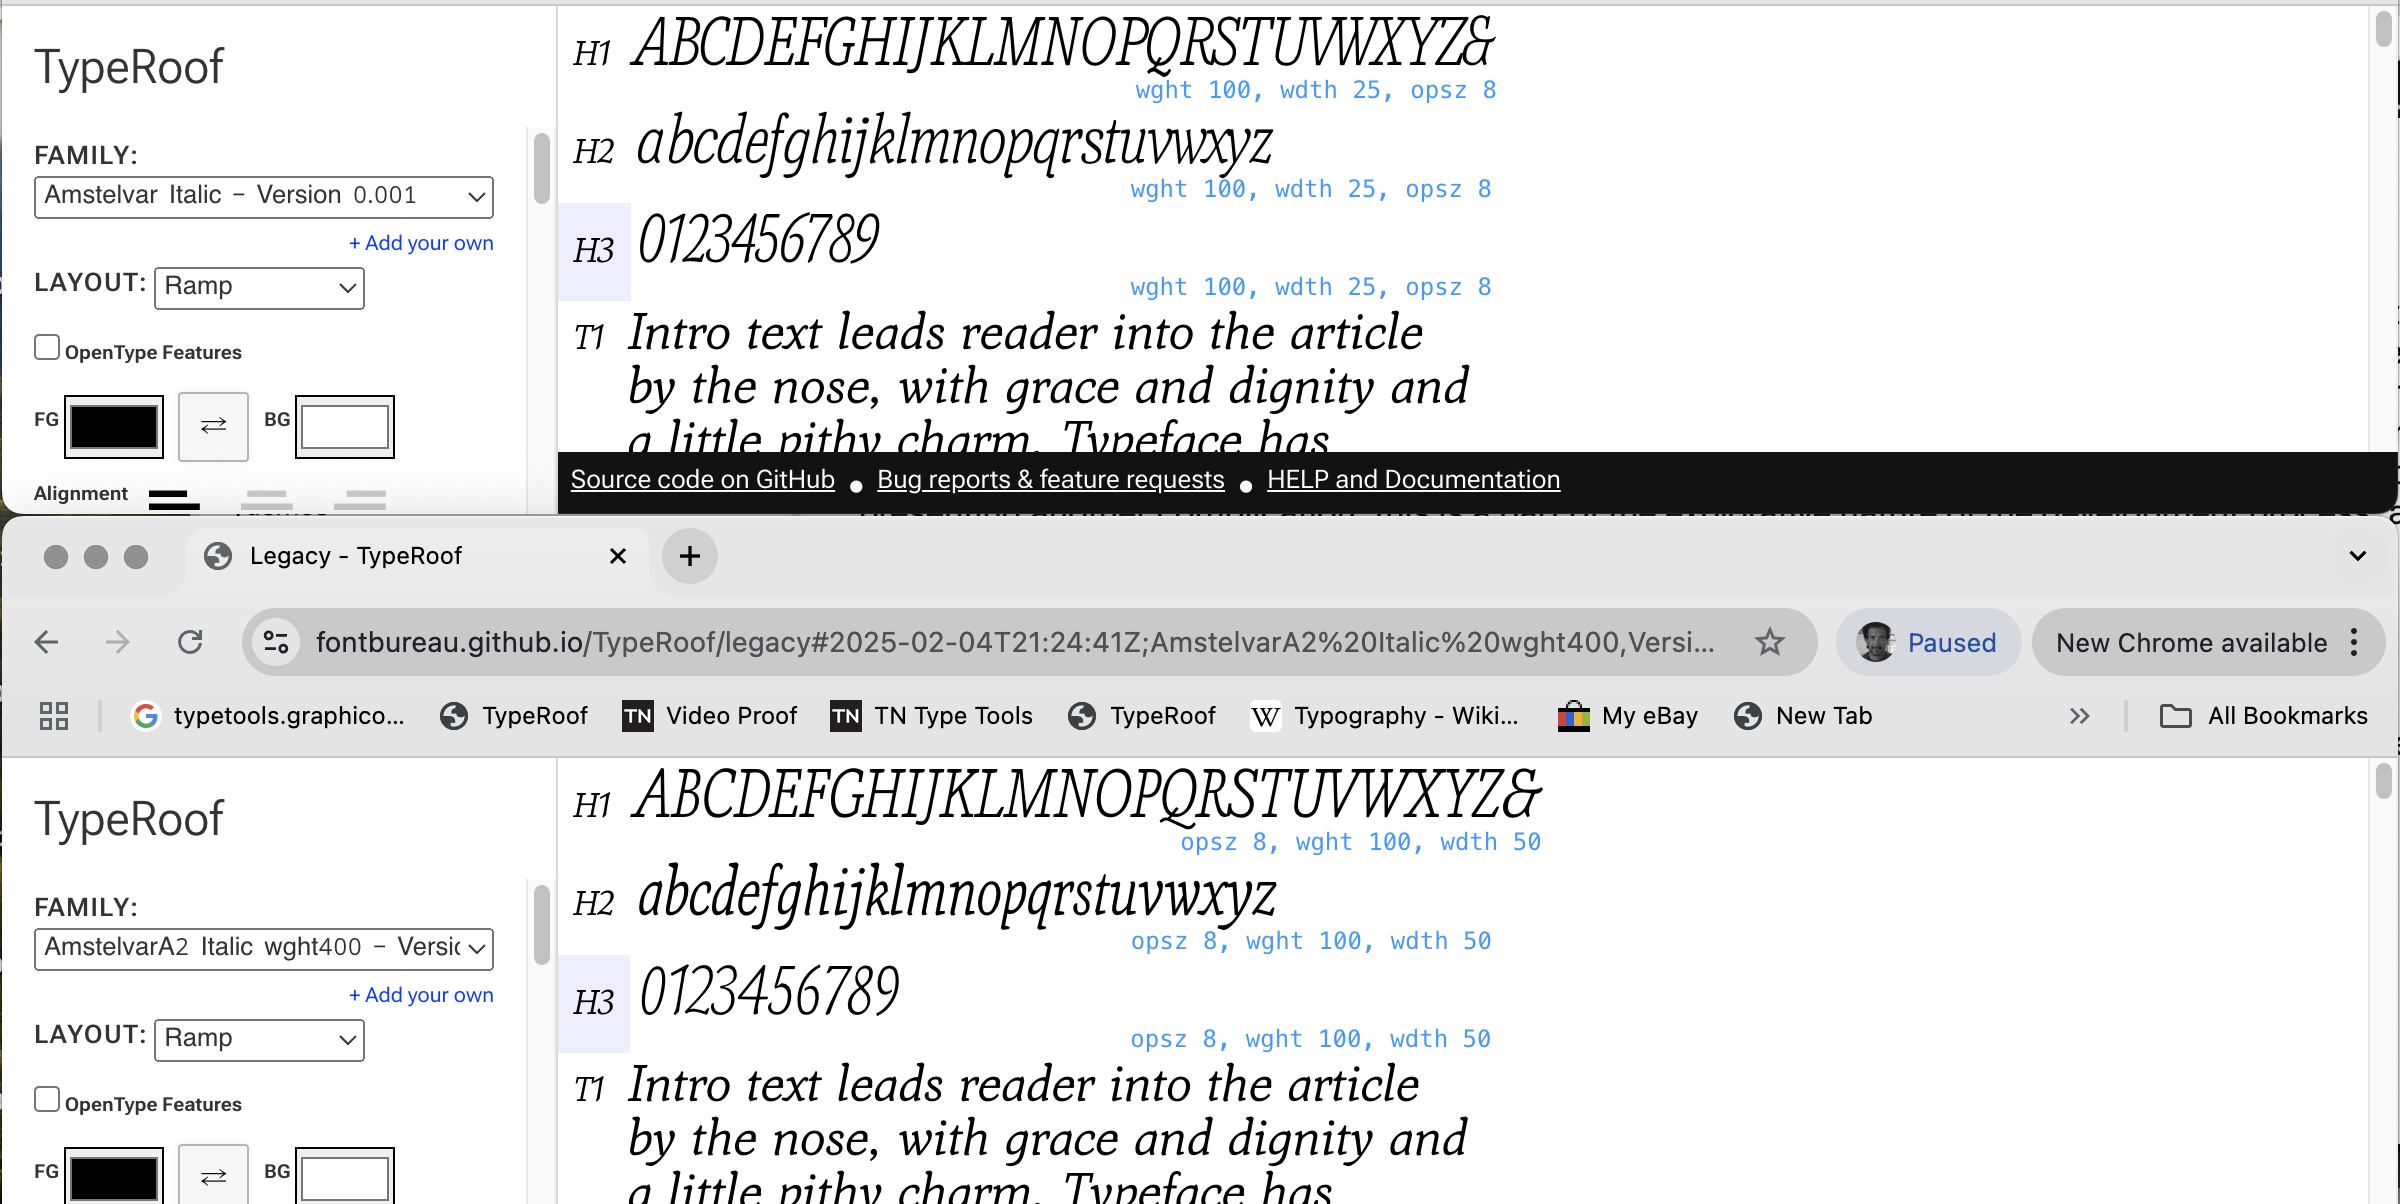 TypeRoof
FAMILY:
Amstelvar Italic – Version 0.001
+ Add your own
LAYOUT: Ramp
OpenType Features
FG ⇄ BG
Alignment
H1 ABCDEFGHIJKLMNOPQRSTUVWXYZ&
wght 100, wdth 25, opsz 8
H2 abcdefghijklmnopqrstuvwxyz
wght 100, wdth 25, opsz 8
H3 0123456789
wght 100, wdth 25, opsz 8
T1 Intro text leads reader into the article
by the nose, with grace and dignity and
a little pithy charm. Typeface has
Source code on GitHub ● Bug reports & feature requests ● HELP and Documentation
Legacy - TypeRoof
fontbureau.github.io/TypeRoof/legacy#2025-02-04T21:24:41Z;AmstelvarA2%20Italic%20wght400,Versi...
Paused
New Chrome available
typetools.graphico...
TypeRoof
TN Video Proof
TN TN Type Tools
TypeRoof
W Typography - Wiki...
My eBay
New Tab
»
All Bookmarks
TypeRoof
FAMILY:
AmstelvarA2 Italic wght400 – Versic
+ Add your own
LAYOUT: Ramp
OpenType Features
FG ⇄ BG
H1 ABCDEFGHIJKLMNOPQRSTUVWXYZ&
opsz 8, wght 100, wdth 50
H2 abcdefghijklmnopqrstuvwxyz
opsz 8, wght 100, wdth 50
H3 0123456789
opsz 8, wght 100, wdth 50
T1 Intro text leads reader into the article
by the nose, with grace and dignity and
a little pithy charm. Typeface has